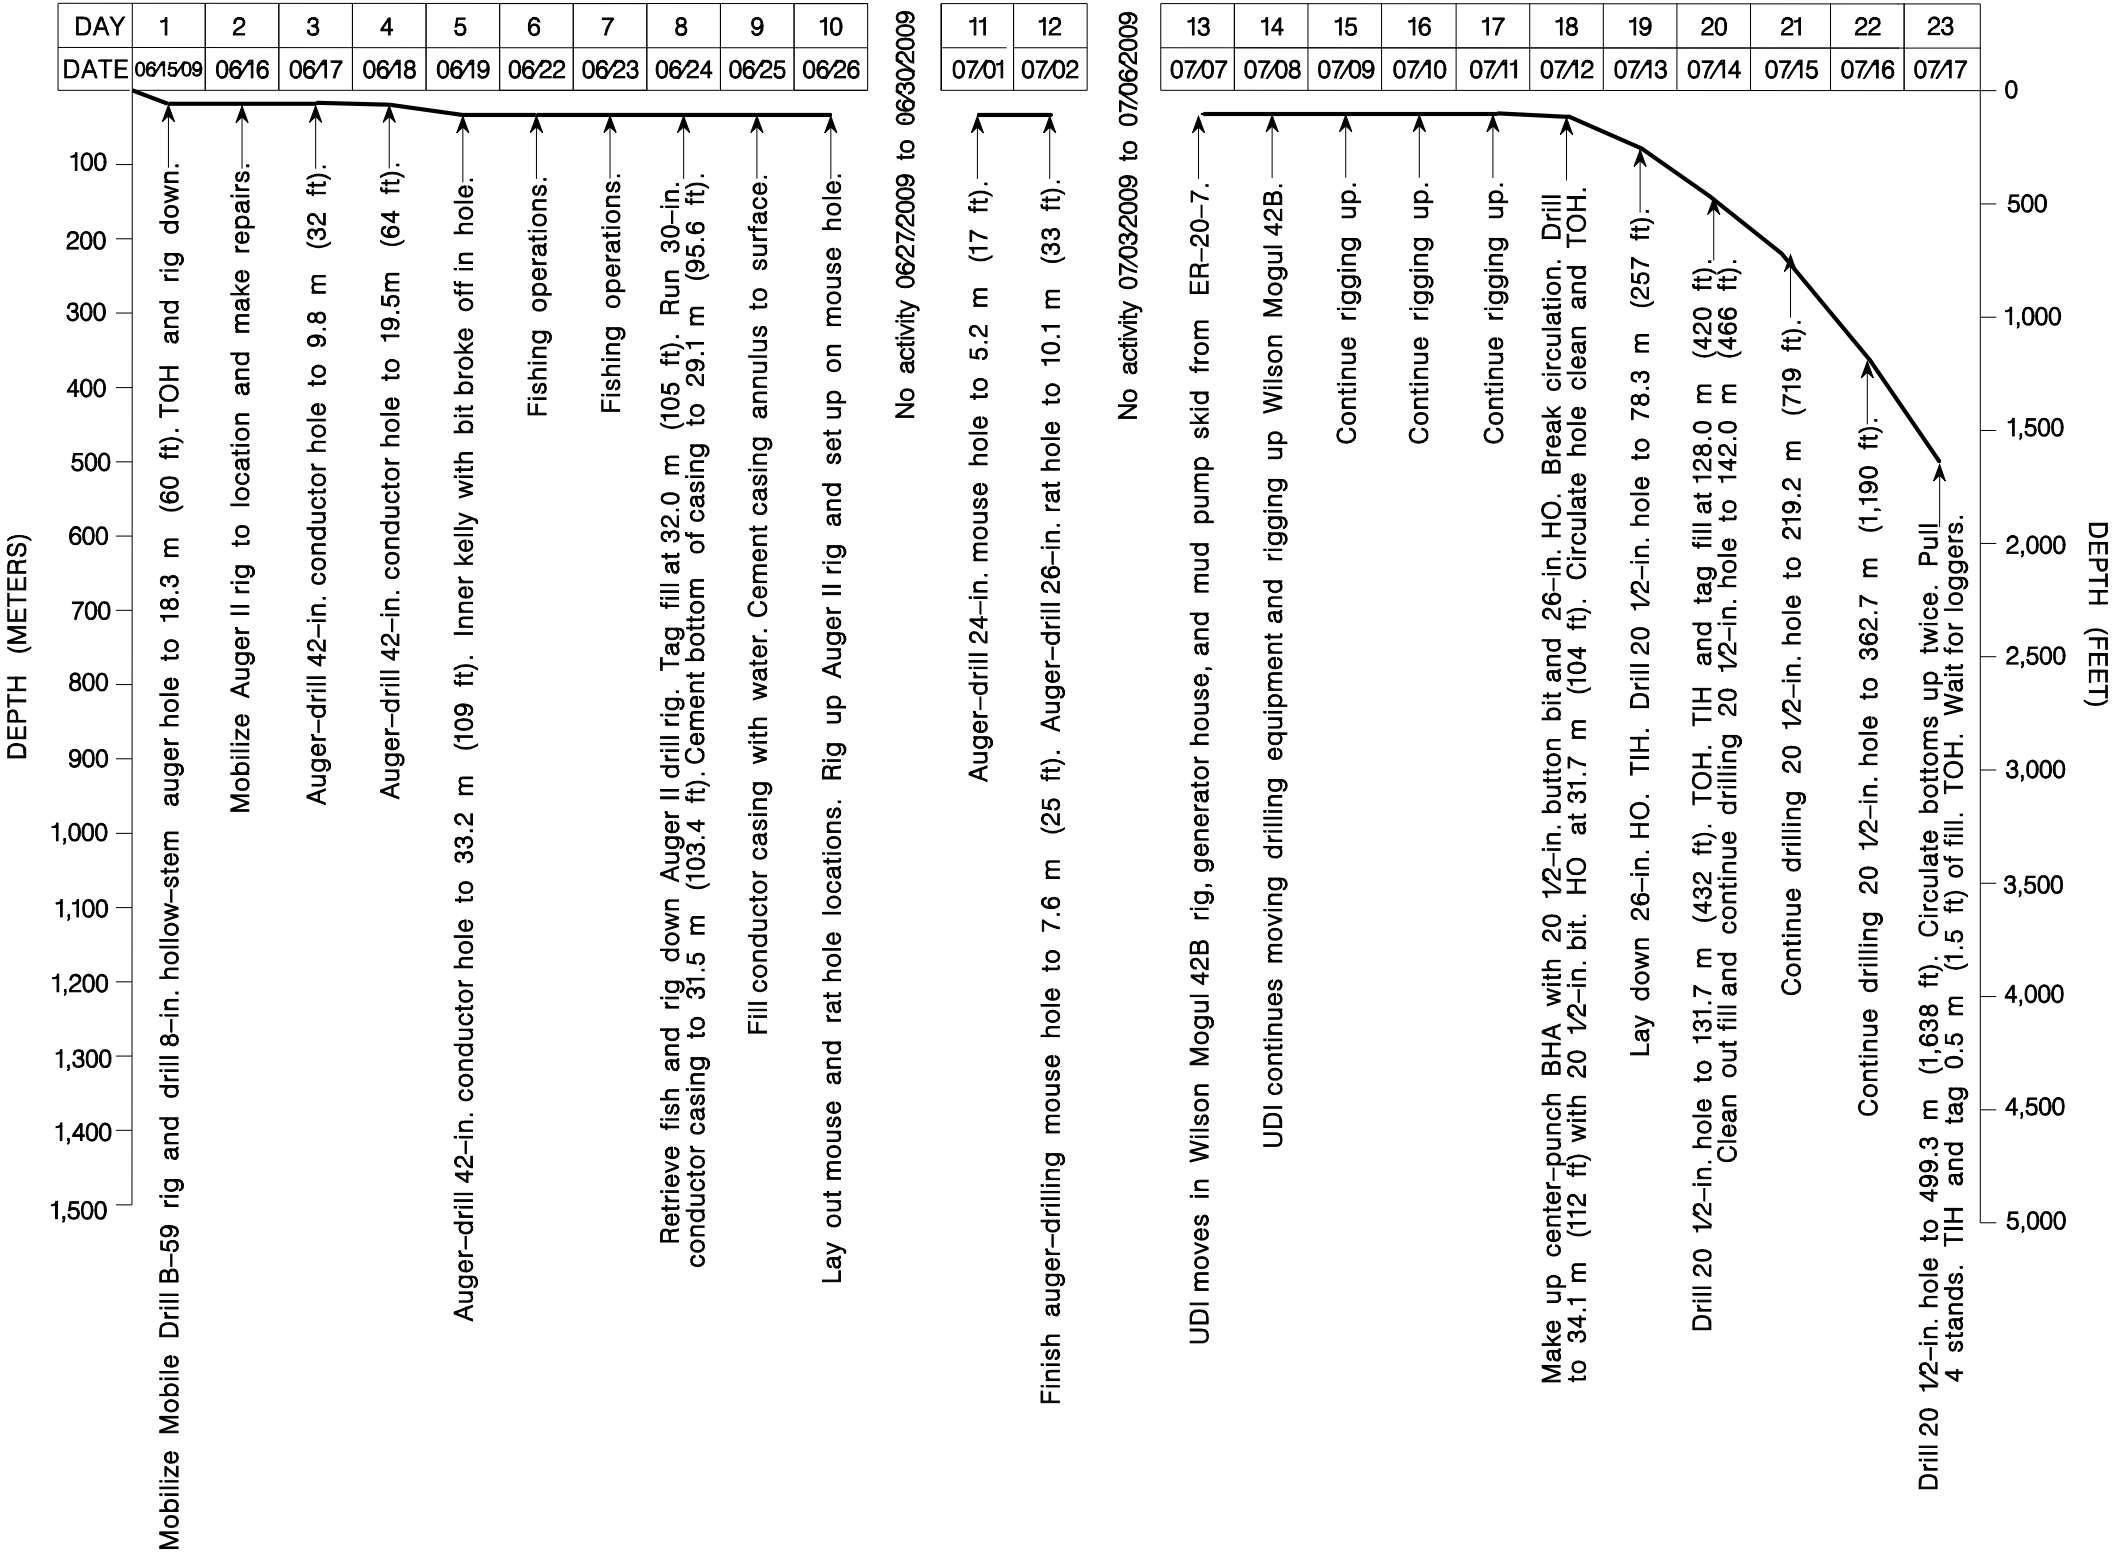 DAY 1 2 3 4 5 6 7 8 9 10 11 12 13 14 15 16 17 18 19 20 21 22 23
DATE 06/15/09 06/16 06/17 06/18 06/19 06/22 06/23 06/24 06/25 06/26 07/01 07/02 07/07 07/08 07/09 07/10 07/11 07/12 07/13 07/14 07/15 07/16 07/17
DEPTH (METERS)
100
200
300
400
500
600
700
800
900
1,000
1,100
1,200
1,300
1,400
1,500
Mobilize Mobile Drill B–59 rig and drill 8–in. hollow–stem auger hole to 18.3 m (60 ft). TOH and rig down.
Mobilize Auger II rig to location and make repairs.
Auger–drill 42–in. conductor hole to 9.8 m (32 ft).
Auger–drill 42–in. conductor hole to 19.5m (64 ft).
Auger–drill 42–in. conductor hole to 33.2 m (109 ft). Inner kelly with bit broke off in hole.
Fishing operations.
Fishing operations.
Retrieve fish and rig down Auger II drill rig. Tag fill at 32.0 m (105 ft). Run 30–in.
conductor casing to 31.5 m (103.4 ft). Cement bottom of casing to 29.1 m (95.6 ft).
Fill conductor casing with water. Cement casing annulus to surface.
Lay out mouse and rat hole locations. Rig up Auger II rig and set up on mouse hole.
No activity 06/27/2009 to 06/30/2009
Auger–drill 24–in. mouse hole to 5.2 m (17 ft).
Finish auger–drilling mouse hole to 7.6 m (25 ft). Auger–drill 26–in. rat hole to 10.1 m (33 ft).
No activity 07/03/2009 to 07/06/2009
UDI moves in Wilson Mogul 42B rig, generator house, and mud pump skid from ER–20–7.
UDI continues moving drilling equipment and rigging up Wilson Mogul 42B.
Continue rigging up.
Continue rigging up.
Continue rigging up.
Make up center–punch BHA with 20 1/2–in. button bit and 26–in. HO. Break circulation. Drill
to 34.1 m (112 ft) with 20 1/2–in. bit. HO at 31.7 m (104 ft). Circulate hole clean and TOH.
Lay down 26–in. HO. TIH. Drill 20 1/2–in. hole to 78.3 m (257 ft).
Drill 20 1/2–in. hole to 131.7 m (432 ft). TOH. TIH and tag fill at 128.0 m (420 ft).
Clean out fill and continue drilling 20 1/2–in. hole to 142.0 m (466 ft).
Continue drilling 20 1/2–in. hole to 219.2 m (719 ft).
Continue drilling 20 1/2–in. hole to 362.7 m (1,190 ft).
Drill 20 1/2–in. hole to 499.3 m (1,638 ft). Circulate bottoms up twice. Pull
4 stands. TIH and tag 0.5 m (1.5 ft) of fill. TOH. Wait for loggers.
0
500
1,000
1,500
2,000
2,500
3,000
3,500
4,000
4,500
5,000
DEPTH (FEET)